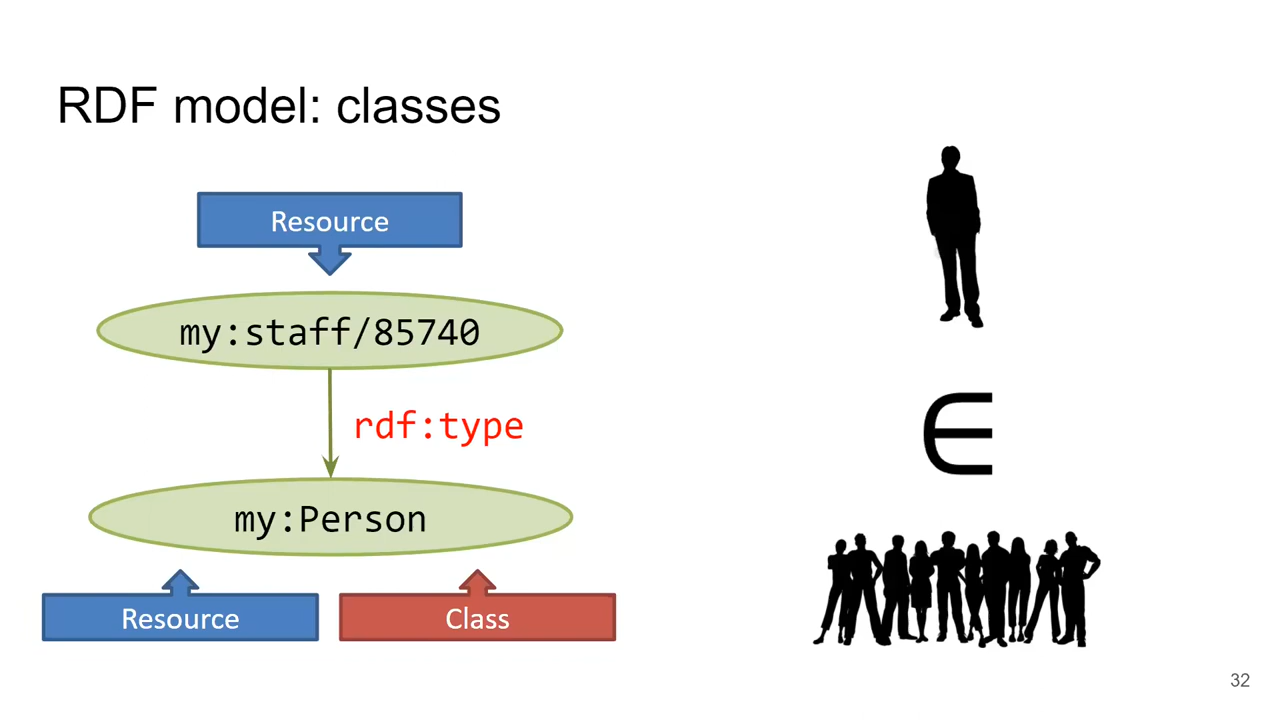 RDF model: classes
Resource
my:staff/85740
rdf:type
∈
my:Person
Resource
Class
32